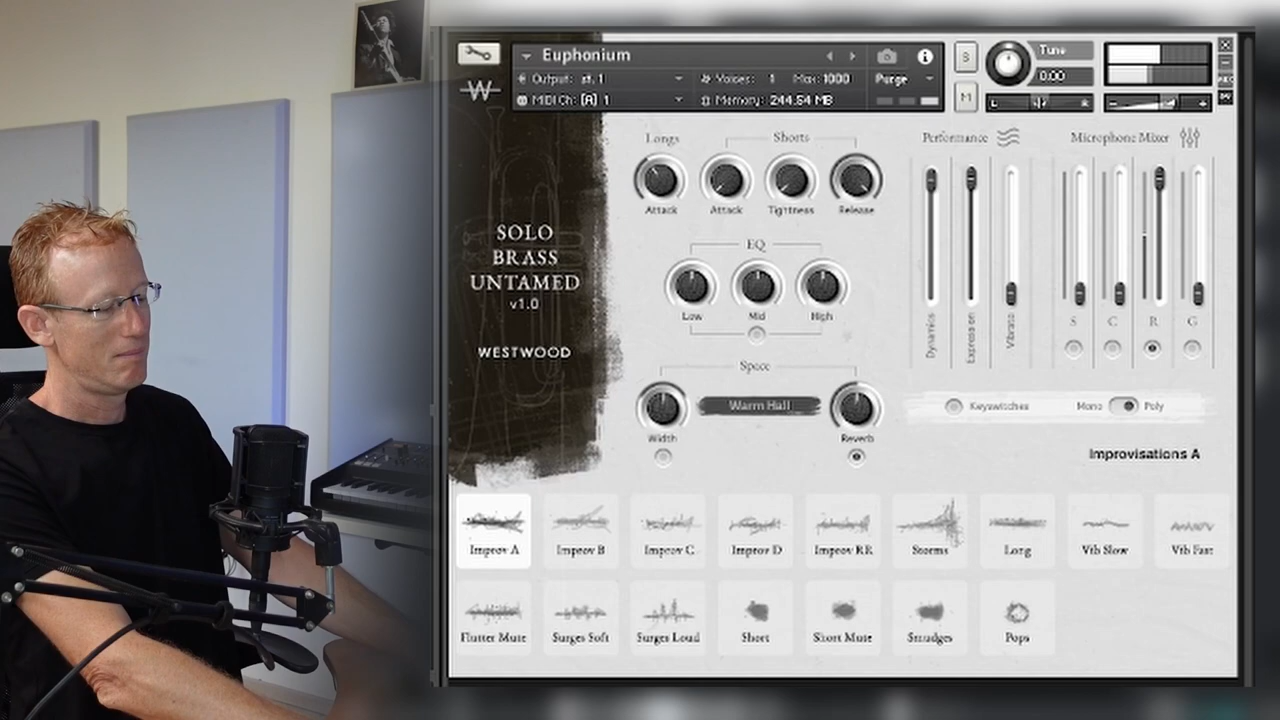 Euphonium
Output: st. 1
Voices: 1 Max: 1000
Purge
MIDI Ch: [A] 1
Memory: 244.54 MB
S
M
Tune
0.00
L
R
W
SOLO
BRASS
UNTAMED
v1.0
WESTWOOD
Longs
Shorts
Attack
Attack
Tightness
Release
EQ
Low
Mid
High
Space
Warm Hall
Width
Reverb
Performance
Dynamics
Expression
Vibrato
Microphone Mixer
S
C
R
G
Keyswitches
Mono
Poly
Improvisations A
Improv A
Improv B
Improv C
Improv D
Improv RR
Storms
Long
Vib Slow
Vib Fast
Flutter Mute
Surges Soft
Surges Loud
Short
Short Mute
Smudges
Pops